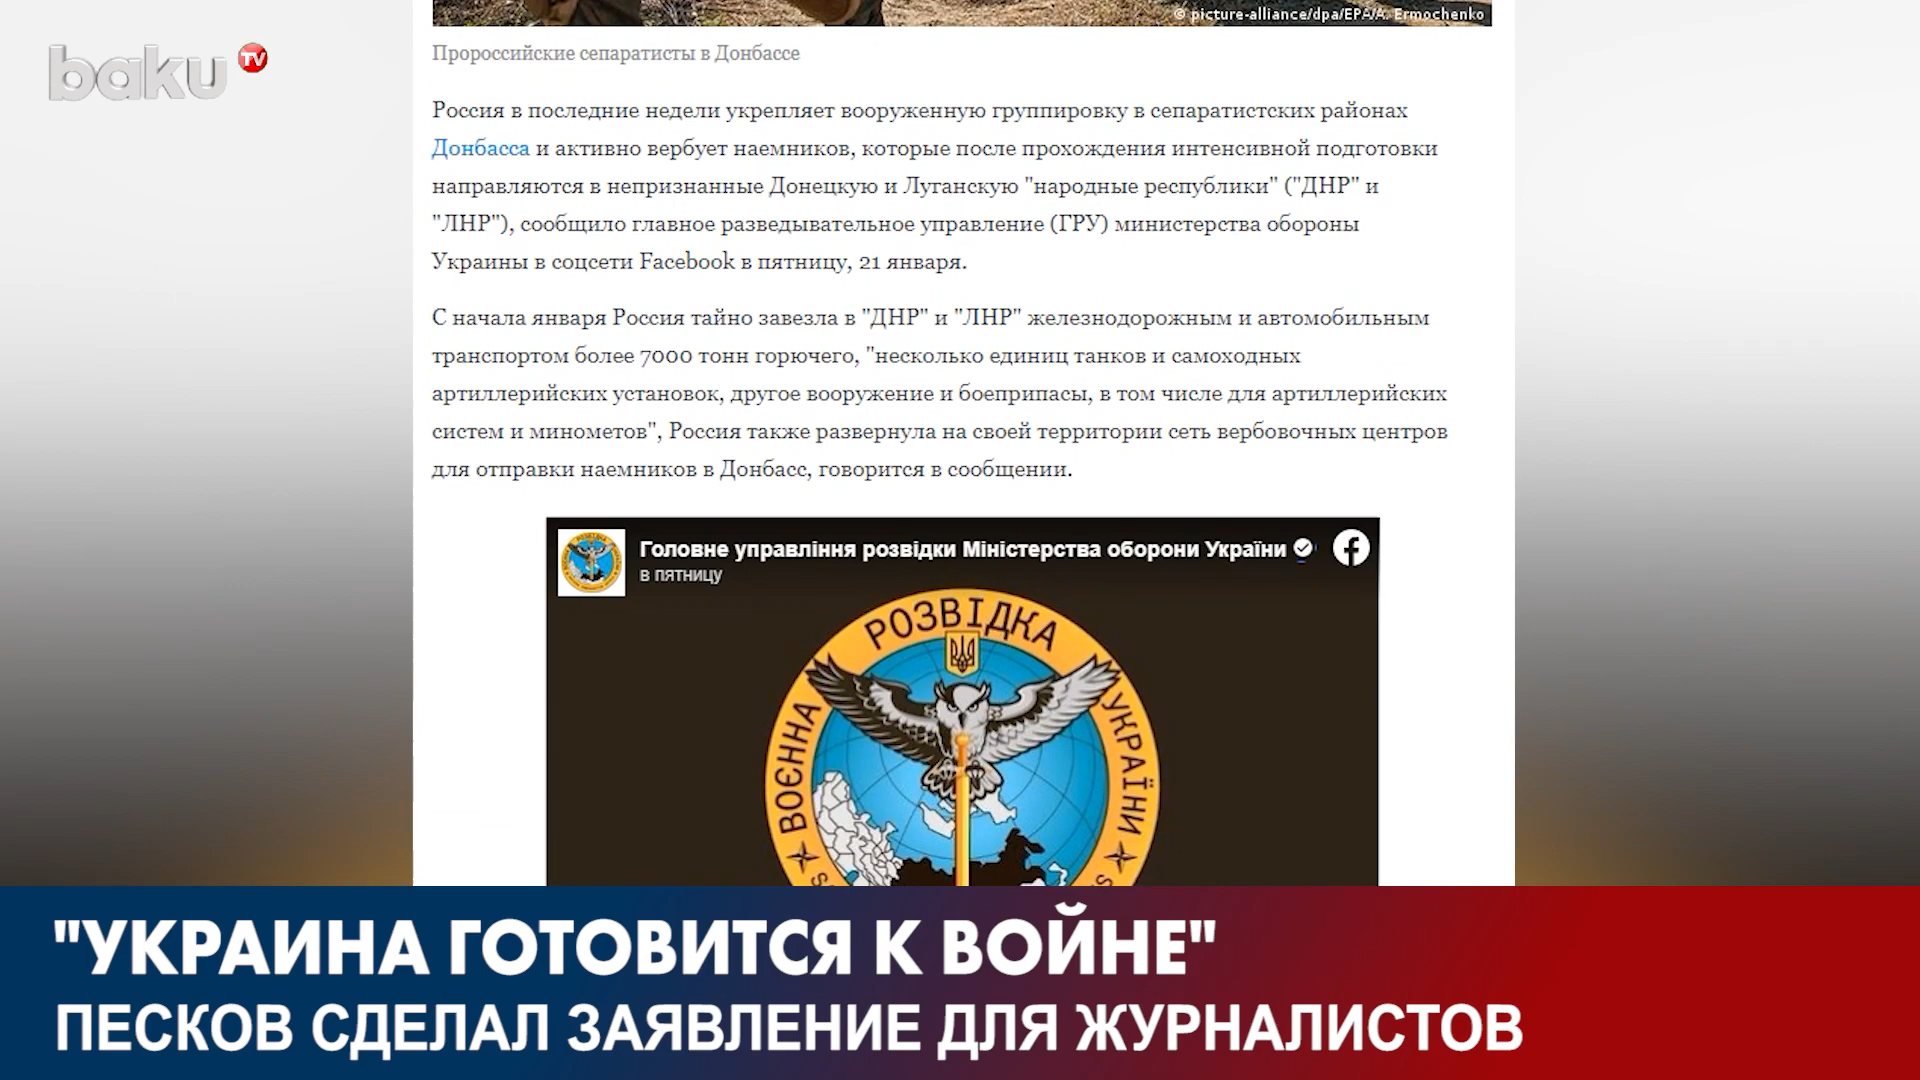 © picture-alliance/dpa/EPA/A. Ermochenko
baku TV
Пророссийские сепаратисты в Донбассе
Россия в последние недели укрепляет вооруженную группировку в сепаратистских районах
Донбасса и активно вербует наемников, которые после прохождения интенсивной подготовки
направляются в непризнанные Донецкую и Луганскую "народные республики" ("ДНР" и
"ЛНР"), сообщило главное разведывательное управление (ГРУ) министерства обороны
Украины в соцсети Facebook в пятницу, 21 января.
С начала января Россия тайно завезла в "ДНР" и "ЛНР" железнодорожным и автомобильным
транспортом более 7000 тонн горючего, "несколько единиц танков и самоходных
артиллерийских установок, другое вооружение и боеприпасы, в том числе для артиллерийских
систем и минометов", Россия также развернула на своей территории сеть вербовочных центров
для отправки наемников в Донбасс, говорится в сообщении.
Головне управління розвідки Міністерства оборони України
в пятницу
ВОЄННА РОЗВІДКА УКРАЇНИ
"УКРАИНА ГОТОВИТСЯ К ВОЙНЕ"
ПЕСКОВ СДЕЛАЛ ЗАЯВЛЕНИЕ ДЛЯ ЖУРНАЛИСТОВ